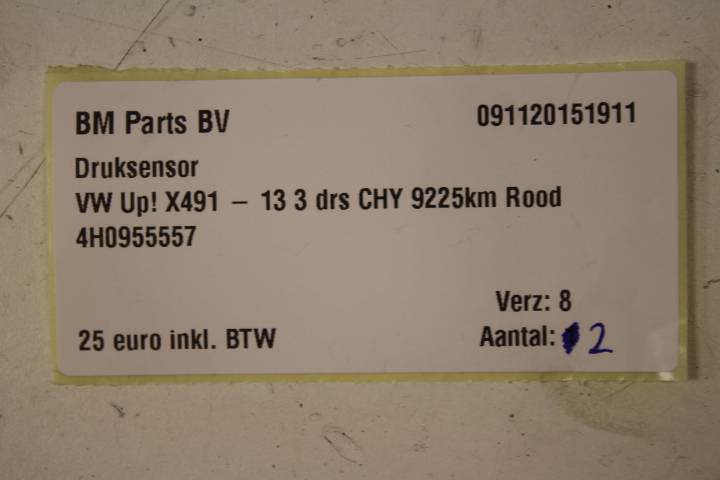 BM Parts BV 091120151911
Druksensor
VW Up! X491 – 13 3 drs CHY 9225km Rood
4H0955557
Verz: 8
25 euro inkl. BTW Aantal: 2